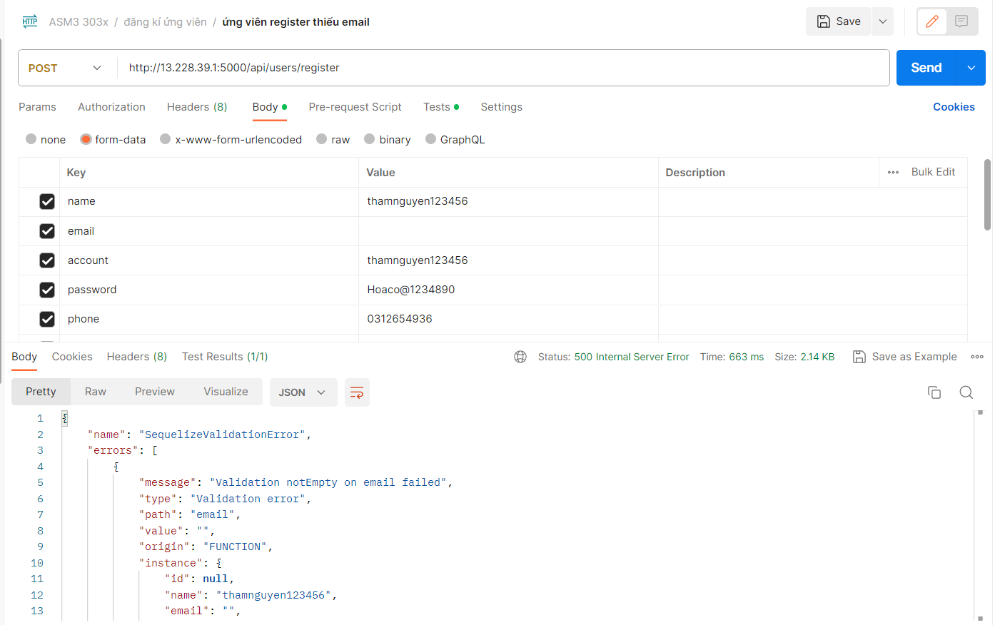 HTTP ASM3 303x / đăng kí ứng viên / ứng viên register thiếu email Save
POST http://13.228.39.1:5000/api/users/register Send
Params Authorization Headers (8) Body Pre-request Script Tests Settings Cookies
none form-data x-www-form-urlencoded raw binary GraphQL
Key Value Description Bulk Edit
name thamnguyen123456
email
account thamnguyen123456
password Hoaco@1234890
phone 0312654936
Body Cookies Headers (8) Test Results (1/1) Status: 500 Internal Server Error Time: 663 ms Size: 2.14 KB Save as Example
Pretty Raw Preview Visualize JSON
1 {
2 "name": "SequelizeValidationError",
3 "errors": [
4 {
5 "message": "Validation notEmpty on email failed",
6 "type": "Validation error",
7 "path": "email",
8 "value": "",
9 "origin": "FUNCTION",
10 "instance": {
11 "id": null,
12 "name": "thamnguyen123456",
13 "email": "",